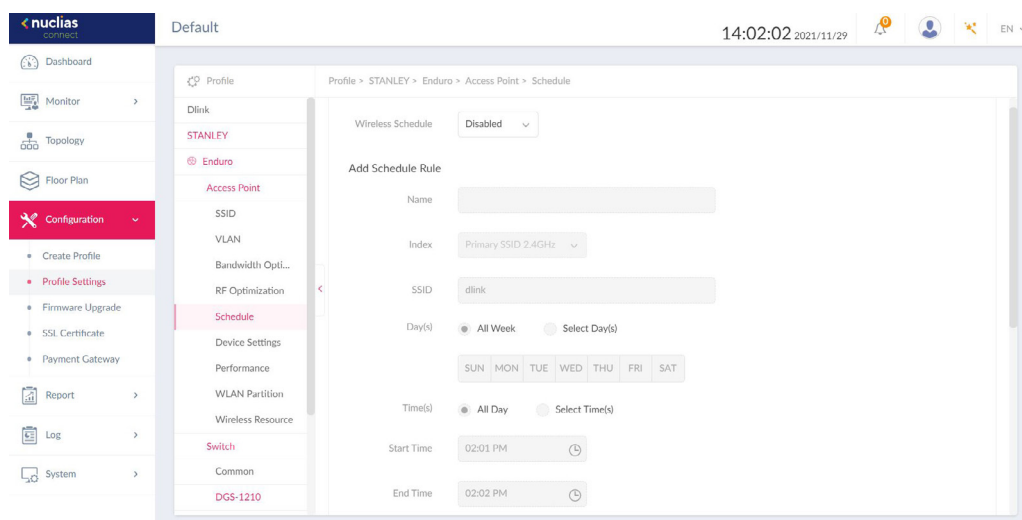 nuclias
connect
Default
14:02:02 2021/11/29
0
EN
Dashboard
Monitor
Topology
Floor Plan
Configuration
Create Profile
Profile Settings
Firmware Upgrade
SSL Certificate
Payment Gateway
Report
Log
System
Profile
Dlink
STANLEY
Enduro
Access Point
SSID
VLAN
Bandwidth Opti...
RF Optimization
Schedule
Device Settings
Performance
WLAN Partition
Wireless Resource
Switch
Common
DGS-1210
Profile > STANLEY > Enduro > Access Point > Schedule
Wireless Schedule Disabled
Add Schedule Rule
Name
Index Primary SSID 2.4GHz
SSID dlink
Day(s) All Week Select Day(s)
SUN MON TUE WED THU FRI SAT
Time(s) All Day Select Time(s)
Start Time 02:01 PM
End Time 02:02 PM